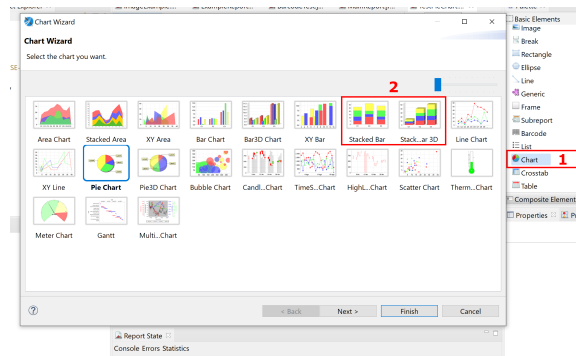 Chart Wizard
Chart Wizard
Select the chart you want.
2
Area Chart
Stacked Area
XY Area
Bar Chart
Bar3D Chart
XY Bar
Stacked Bar
Stack...ar 3D
Line Chart
XY Line
Pie Chart
Pie3D Chart
Bubble Chart
Candl...Chart
TimeS...Chart
HighL...Chart
Scatter Chart
Therm...Chart
Meter Chart
Gantt
Multi...Chart
< Back
Next >
Finish
Cancel
Report State
Console Errors Statistics
Basic Elements
Image
Break
Rectangle
Ellipse
Line
Generic
Frame
Subreport
Barcode
List
Chart
1
Crosstab
Table
Composite Element
Properties